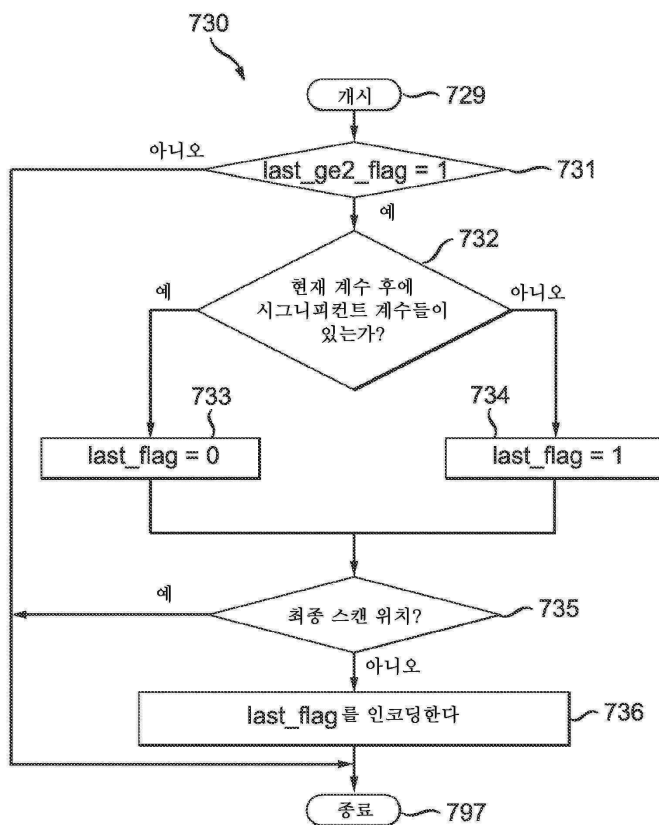 730
개시
729
아니오
last_ge2_flag = 1
731
예
732
현재 계수 후에
시그니피컨트 계수들이
있는가?
예
아니오
733
734
last_flag = 0
last_flag = 1
예
최종 스캔 위치?
735
아니오
last_flag를 인코딩한다
736
종료
797